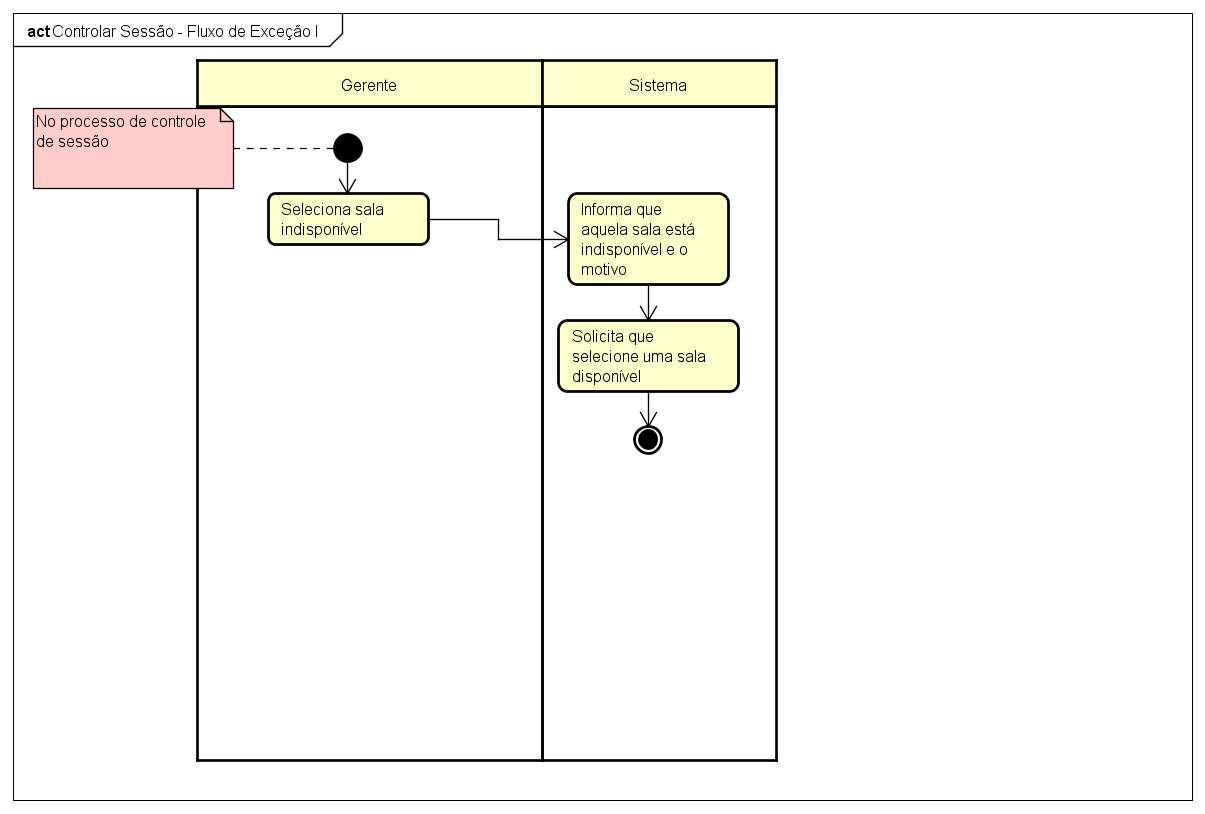 act Controlar Sessão - Fluxo de Exceção I
Gerente
Sistema
No processo de controle
de sessão
Seleciona sala
indisponível
Informa que
aquela sala está
indisponível e o
motivo
Solicita que
selecione uma sala
disponível